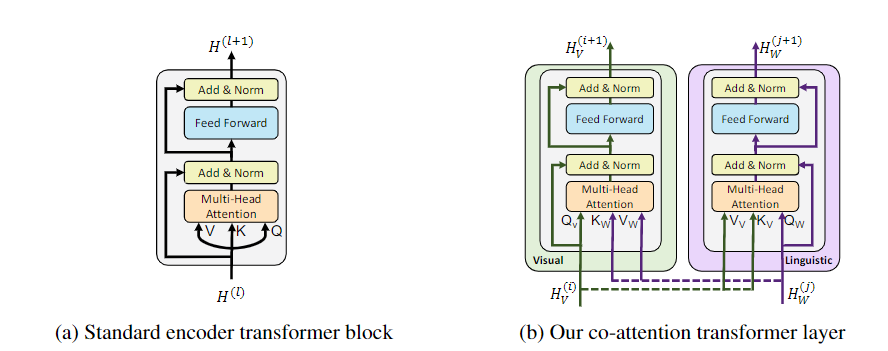 H^(l+1)
Add & Norm
Feed Forward
Add & Norm
Multi-Head
Attention
V K Q
H^(l)
(a) Standard encoder transformer block
H_V^(i+1)
Add & Norm
Feed Forward
Add & Norm
Multi-Head
Attention
Q_v K_W V_W
Visual
H_V^(i)
H_W^(j+1)
Add & Norm
Feed Forward
Add & Norm
Multi-Head
Attention
V_V K_V Q_W
Linguistic
H_W^(j)
(b) Our co-attention transformer layer